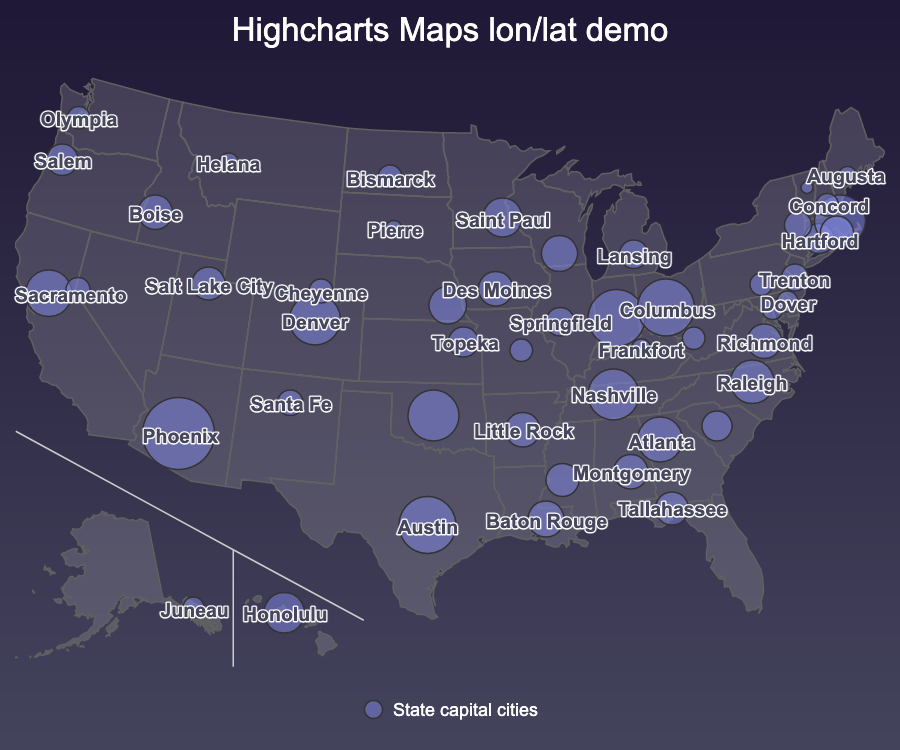 Highcharts Maps lon/lat demo
Olympia
Salem
Helana
Bismarck
Augusta
Boise
Concord
Pierre
Saint Paul
Hartford
Lansing
Salt Lake City
Trenton
Sacramento
Cheyenne
Des Moines
Dover
Denver
Springfield
Columbus
Topeka
Frankfort
Richmond
Santa Fe
Nashville
Raleigh
Phoenix
Little Rock
Atlanta
Montgomery
Austin
Baton Rouge
Tallahassee
Juneau
Honolulu
State capital cities